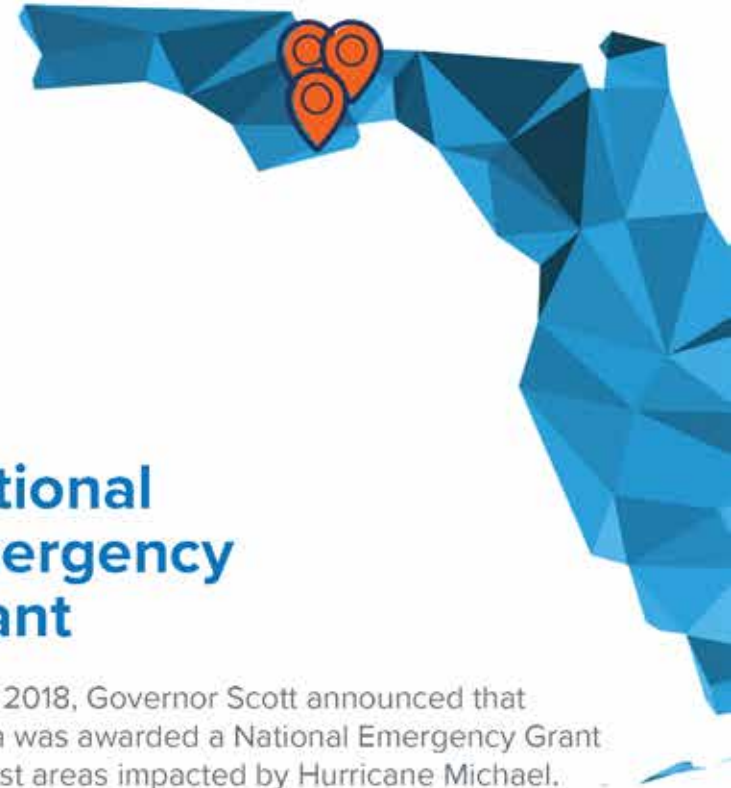 tional
ergency
ant
2018, Governor Scott announced that
a was awarded a National Emergency Grant
st areas impacted by Hurricane Michael.